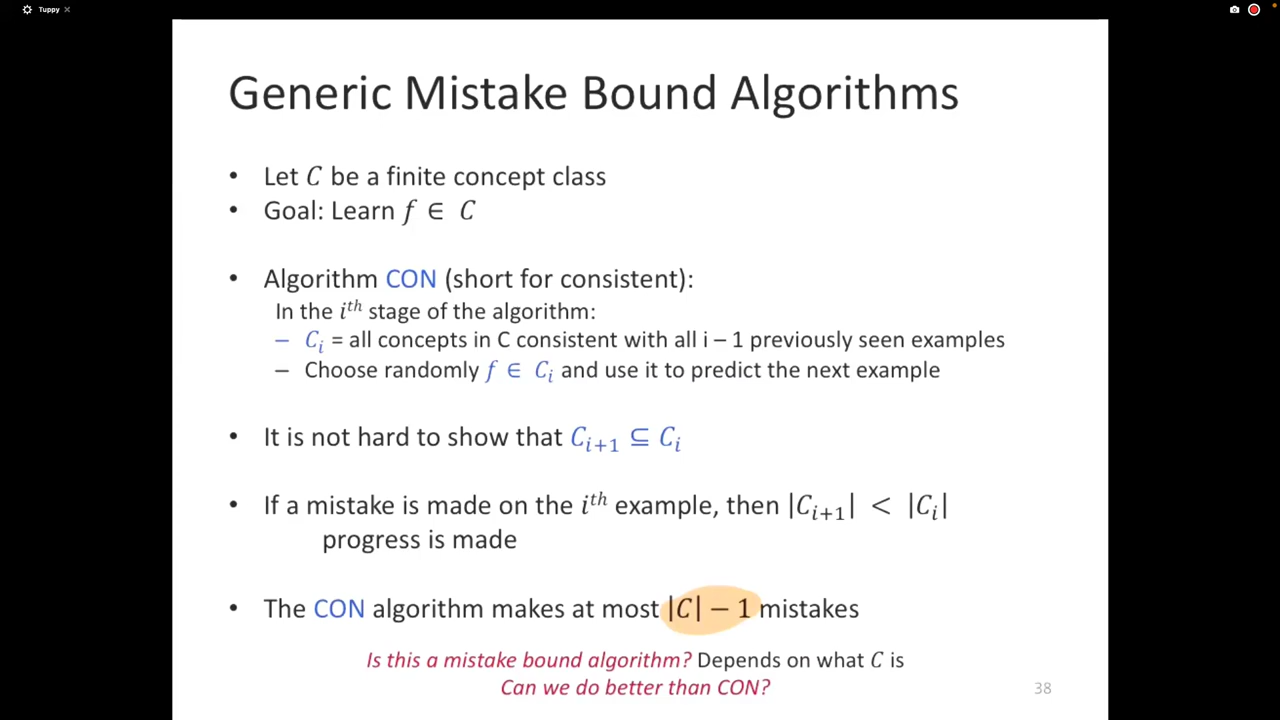 Tuppy
Generic Mistake Bound Algorithms
• Let C be a finite concept class
• Goal: Learn f ∈ C
• Algorithm CON (short for consistent):
In the iᵗʰ stage of the algorithm:
– Cᵢ = all concepts in C consistent with all i – 1 previously seen examples
– Choose randomly f ∈ Cᵢ and use it to predict the next example
• It is not hard to show that Cᵢ₊₁ ⊆ Cᵢ
• If a mistake is made on the iᵗʰ example, then |Cᵢ₊₁| < |Cᵢ|
progress is made
• The CON algorithm makes at most |C| − 1 mistakes
Is this a mistake bound algorithm? Depends on what C is
Can we do better than CON?
38